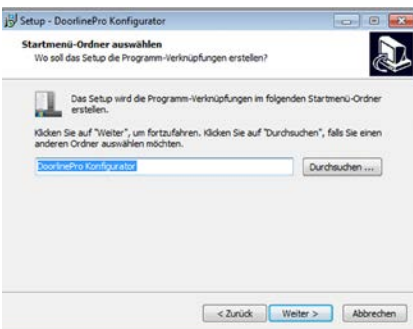 Setup - DoorlinePro Konfigurator
Startmenü-Ordner auswählen
Wo soll das Setup die Programm-Verknüpfungen erstellen?
Das Setup wird die Programm-Verknüpfungen im folgenden Startmenü-Ordner
erstellen.
Klicken Sie auf "Weiter", um fortzufahren. Klicken Sie auf "Durchsuchen", falls Sie einen
anderen Ordner auswählen möchten.
DoorlinePro Konfigurator
Durchsuchen ...
< Zurück
Weiter >
Abbrechen